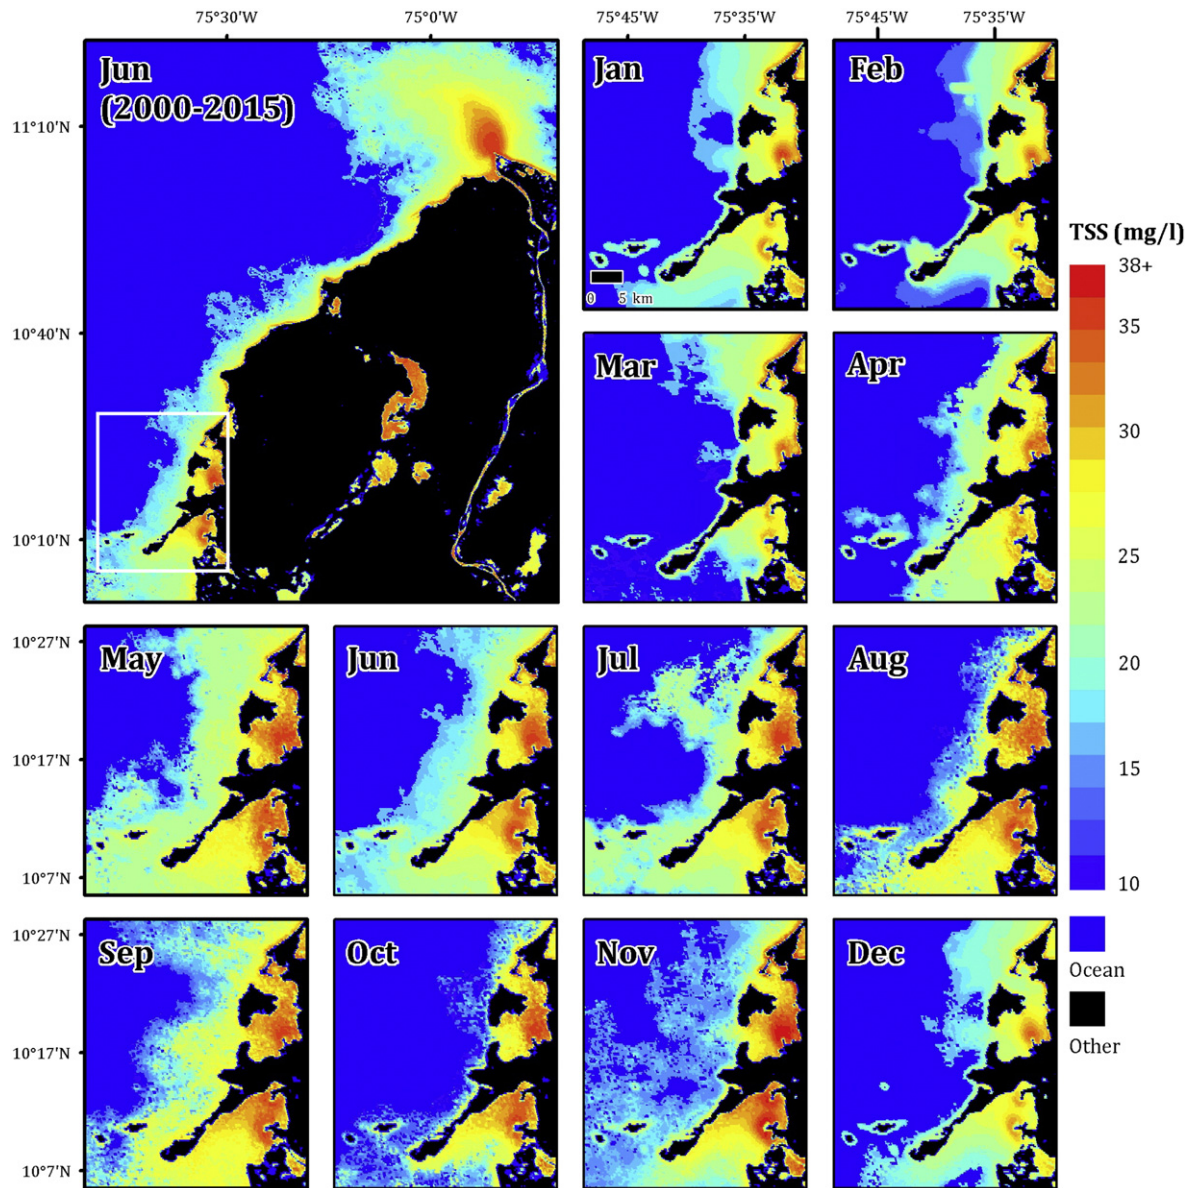 75°30'W 75°0'W 75°45'W 75°35'W 75°45'W 75°35'W
Jun
(2000-2015)
Jan
Feb
11°10'N
10°40'N
10°10'N
0 5 km
Mar
Apr
TSS (mg/l)
38+
35
30
25
20
15
10
Ocean
Other
10°27'N
10°17'N
10°7'N
May
Jun
Jul
Aug
10°27'N
10°17'N
10°7'N
Sep
Oct
Nov
Dec